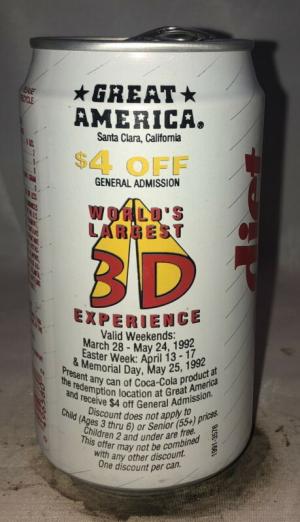 ★GREAT★
AMERICA®
Santa Clara, California
$4 OFF
GENERAL ADMISSION
WORLD'S
LARGEST
3D
EXPERIENCE
Valid Weekends:
March 28 - May 24, 1992
Easter Week: April 13 - 17
& Memorial Day, May 25, 1992
Present any can of Coca-Cola product at
the redemption location at Great America
and receive $4 off General Admission.
Discount does not apply to
Child (Ages 3 thru 6) or Senior (55+) prices.
Children 2 and under are free.
This offer may not be combined
with any other discount.
One discount per can.
1991-3578
diet